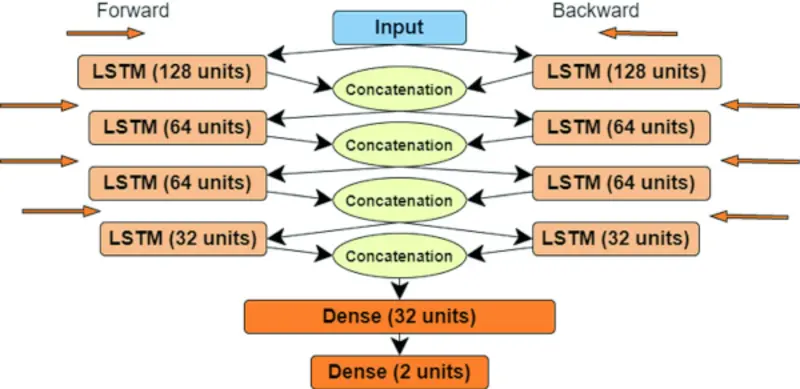 Forward
Input
Backward
LSTM (128 units)
LSTM (128 units)
Concatenation
LSTM (64 units)
LSTM (64 units)
Concatenation
LSTM (64 units)
LSTM (64 units)
Concatenation
LSTM (32 units)
LSTM (32 units)
Concatenation
Dense (32 units)
Dense (2 units)